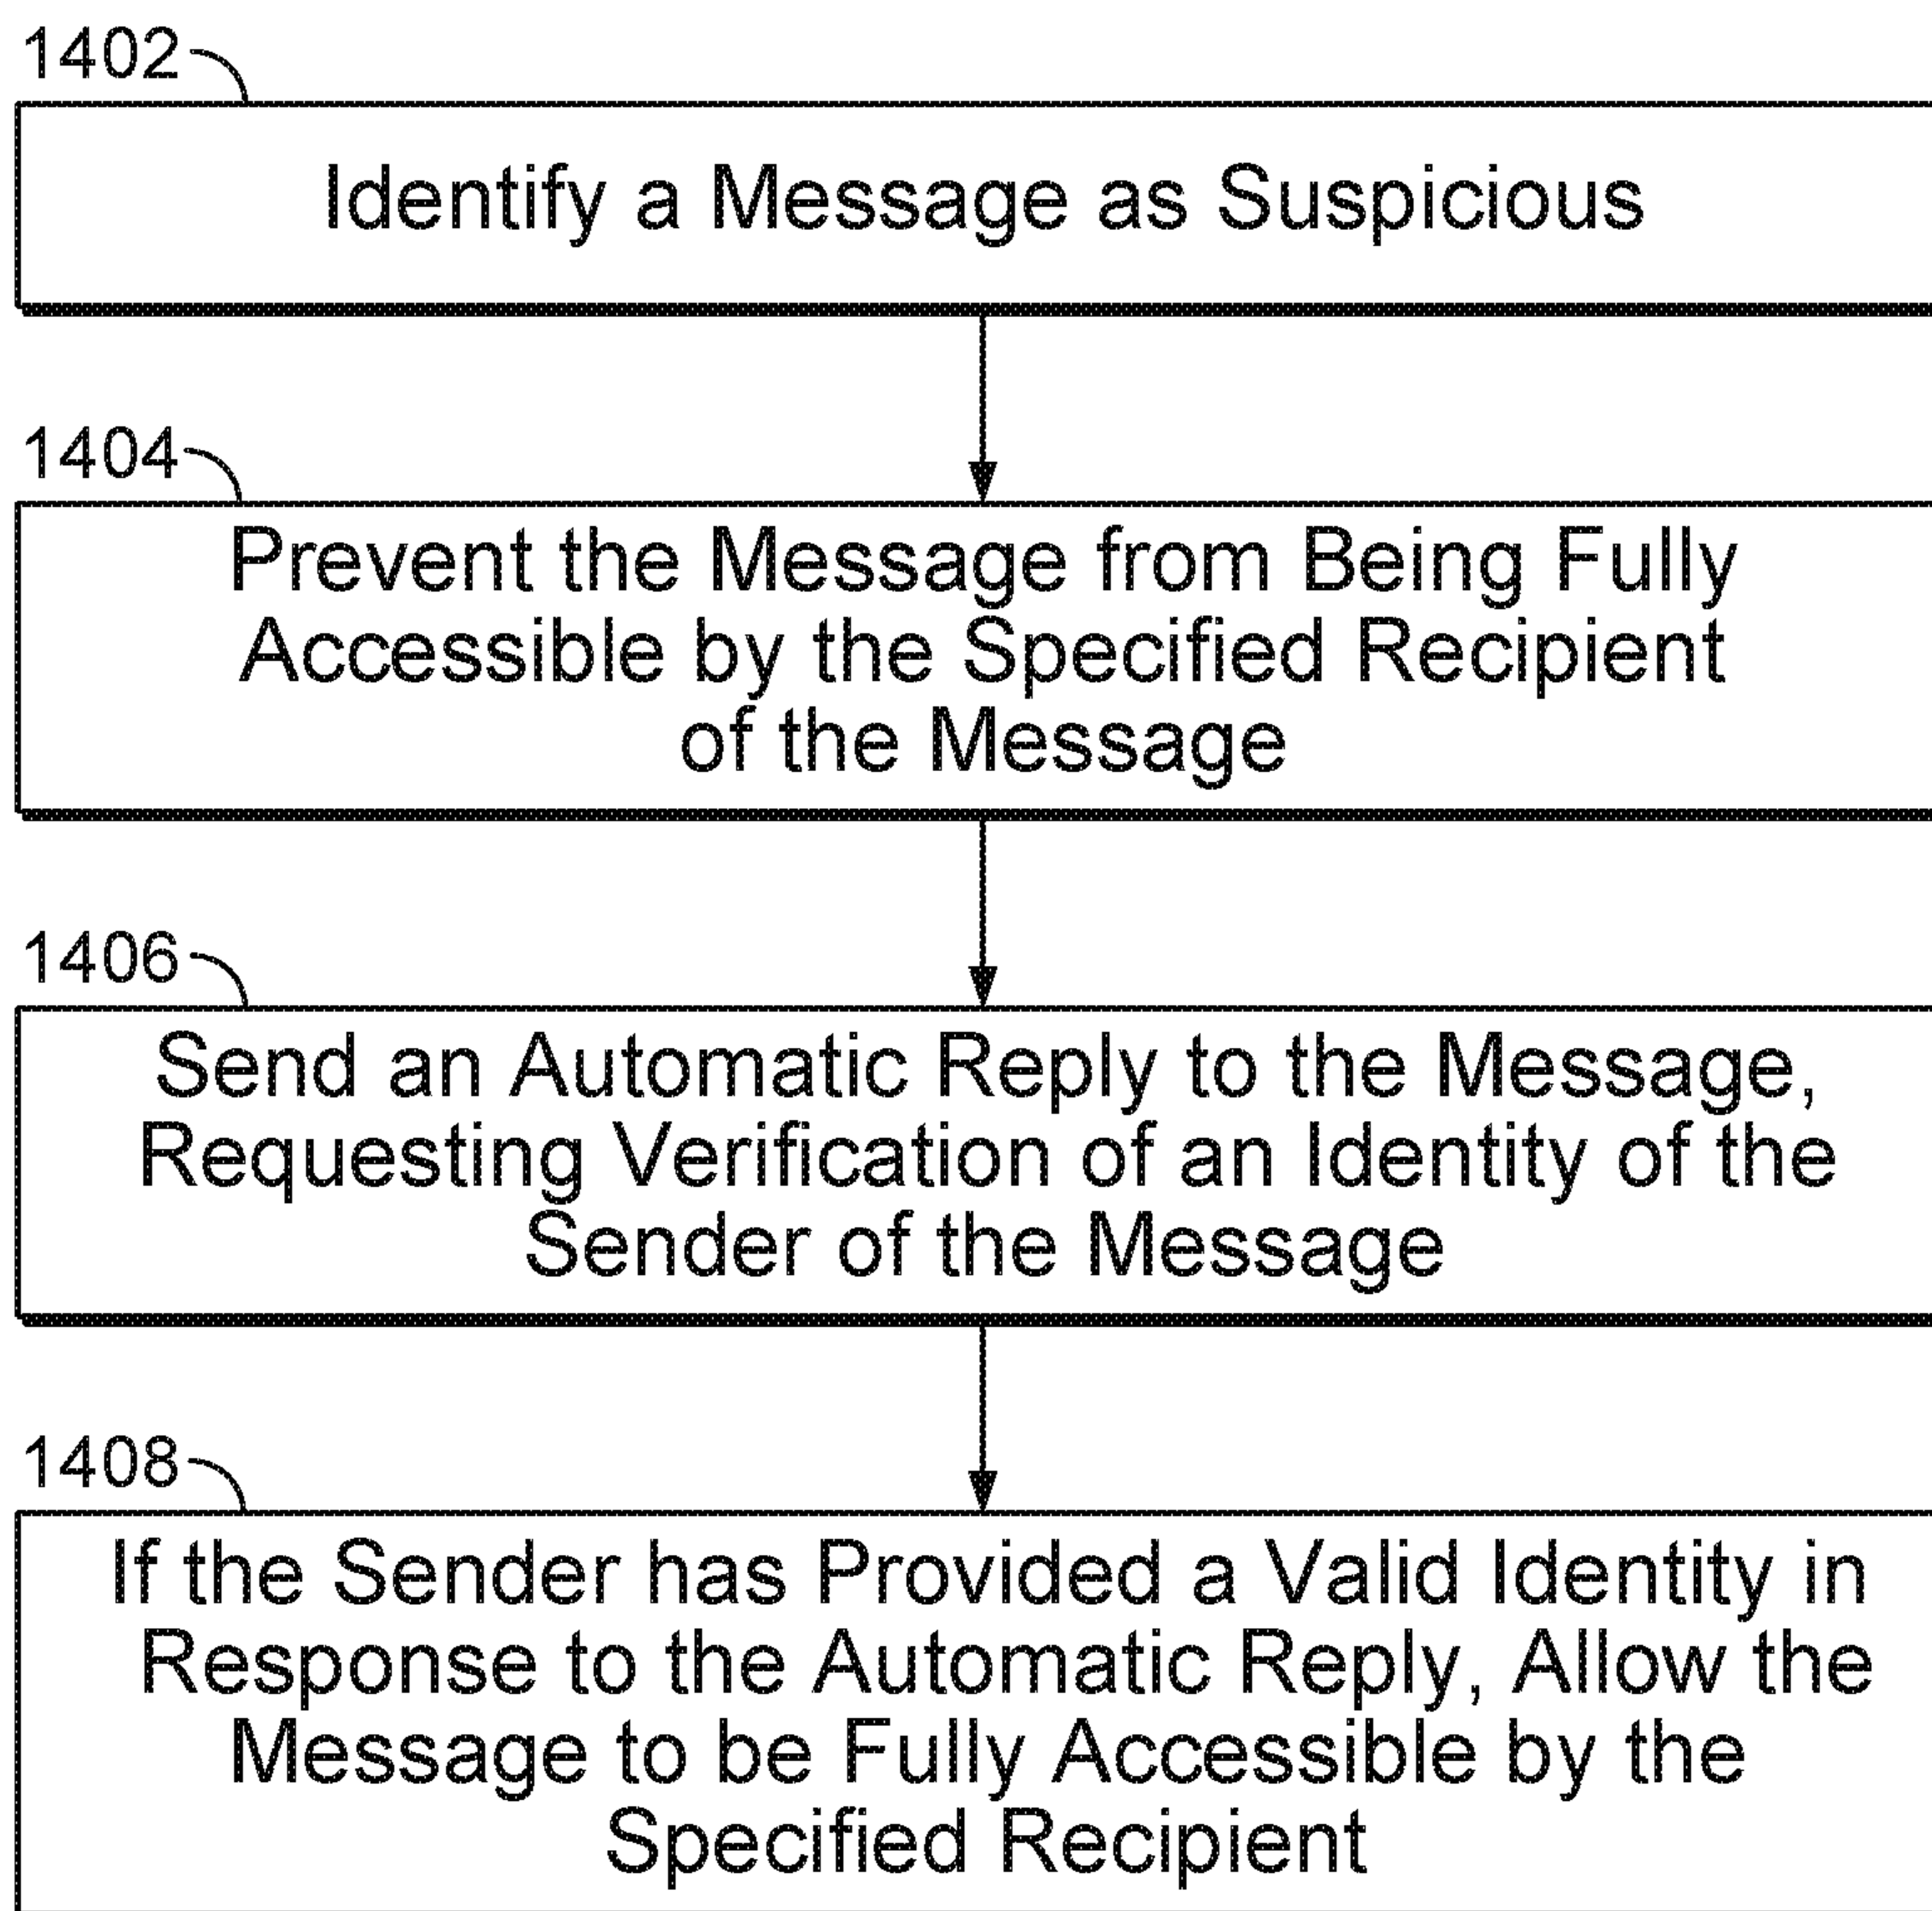 1402
Identify a Message as Suspicious
1404
Prevent the Message from Being Fully
Accessible by the Specified Recipient
of the Message
1406
Send an Automatic Reply to the Message,
Requesting Verification of an Identity of the
Sender of the Message
1408
If the Sender has Provided a Valid Identity in
Response to the Automatic Reply, Allow the
Message to be Fully Accessible by the
Specified Recipient